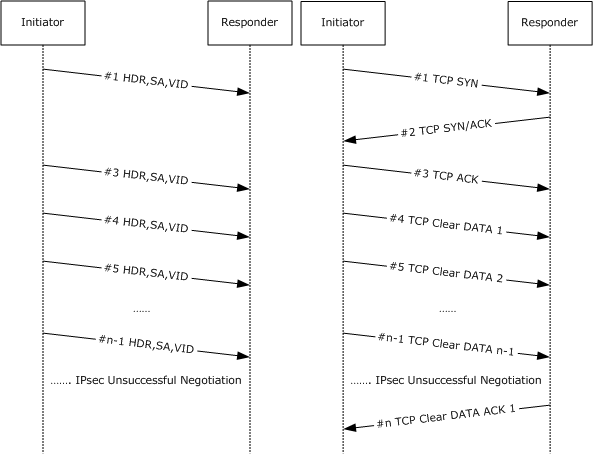 Initiator
Responder
#1 HDR,SA,VID
#3 HDR,SA,VID
#4 HDR,SA,VID
#5 HDR,SA,VID
......
#n-1 HDR,SA,VID
....... IPsec Unsuccessful Negotiation
Initiator
Responder
#1 TCP SYN
#2 TCP SYN/ACK
#3 TCP ACK
#4 TCP Clear DATA 1
#5 TCP Clear DATA 2
......
#n-1 TCP Clear DATA n-1
....... IPsec Unsuccessful Negotiation
#n TCP Clear DATA ACK 1